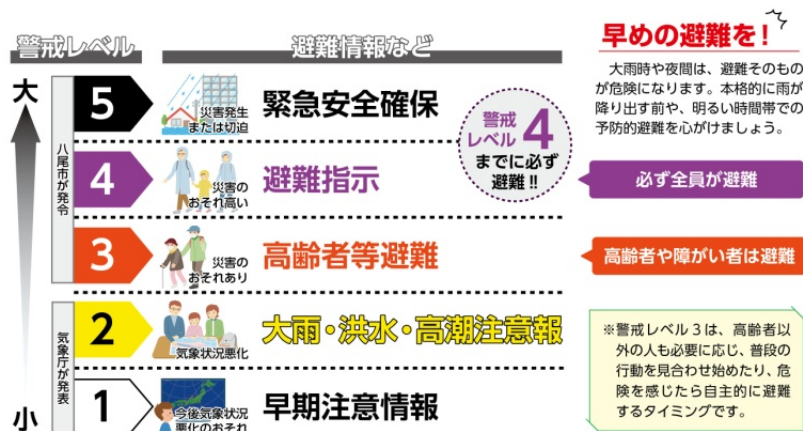 警戒レベル
避難情報など
大
小
八尾市が発令
気象庁が発表
5
災害発生
または切迫
緊急安全確保
4
災害の
おそれ高い
避難指示
3
災害の
おそれあり
高齢者等避難
2
気象状況悪化
大雨・洪水・高潮注意報
1
今後気象状況
悪化のおそれ
早期注意情報
警戒
レベル4
までに必ず
避難!!
早めの避難を!
大雨時や夜間は、避難そのもの
が危険になります。本格的に雨が
降り出す前や、明るい時間帯での
予防的避難を心がけましょう。
必ず全員が避難
高齢者や障がい者は避難
※警戒レベル3は、高齢者以
外の人も必要に応じ、普段の
行動を見合わせ始めたり、危
険を感じたら自主的に避難
するタイミングです。